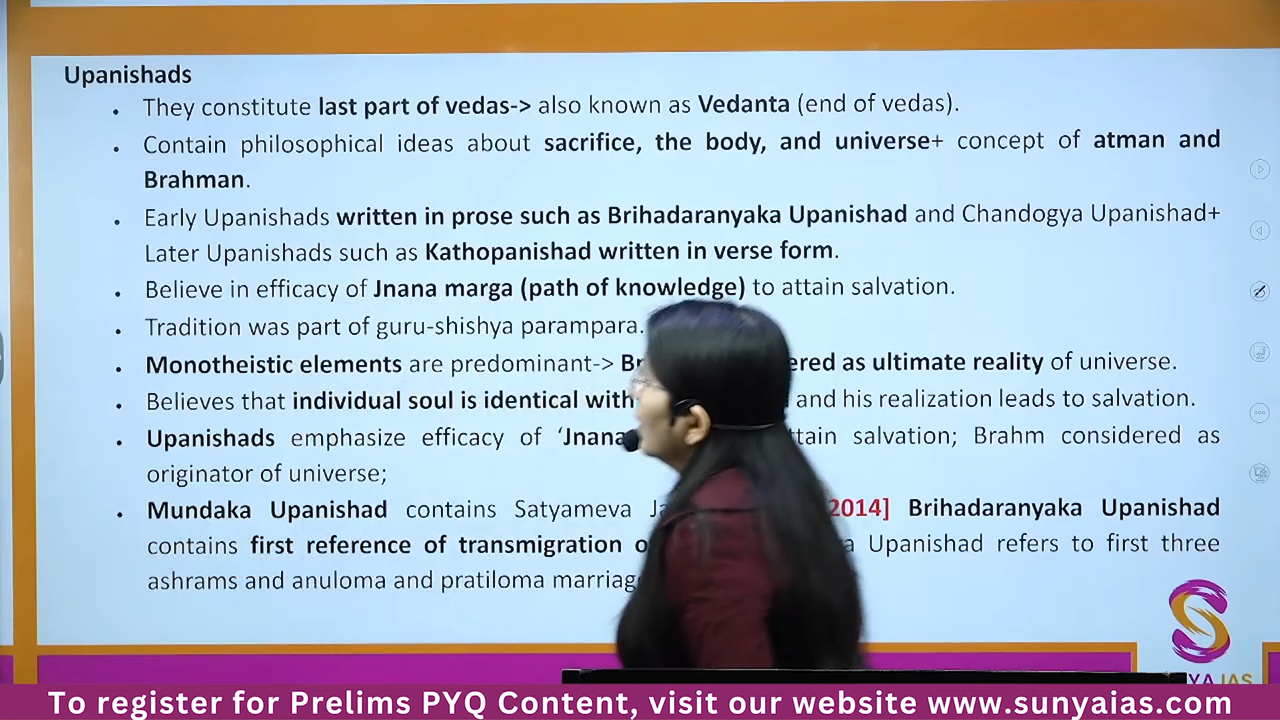 Upanishads
• They constitute last part of vedas-> also known as Vedanta (end of vedas).
• Contain philosophical ideas about sacrifice, the body, and universe+ concept of atman and
Brahman.
• Early Upanishads written in prose such as Brihadaranyaka Upanishad and Chandogya Upanishad+
Later Upanishads such as Kathopanishad written in verse form.
• Believe in efficacy of Jnana marga (path of knowledge) to attain salvation.
• Tradition was part of guru-shishya parampara.
• Monotheistic elements are predominant-> ered as ultimate reality of universe.
• Believes that individual soul is identical with and his realization leads to salvation.
• Upanishads emphasize efficacy of ‘Jnana ttain salvation; Brahm considered as
originator of universe;
• Mundaka Upanishad contains Satyameva 2014] Brihadaranyaka Upanishad
contains first reference of transmigration Upanishad refers to first three
ashrams and anuloma and pratiloma marriag
YA IAS
To register for Prelims PYQ Content, visit our website www.sunyaias.com